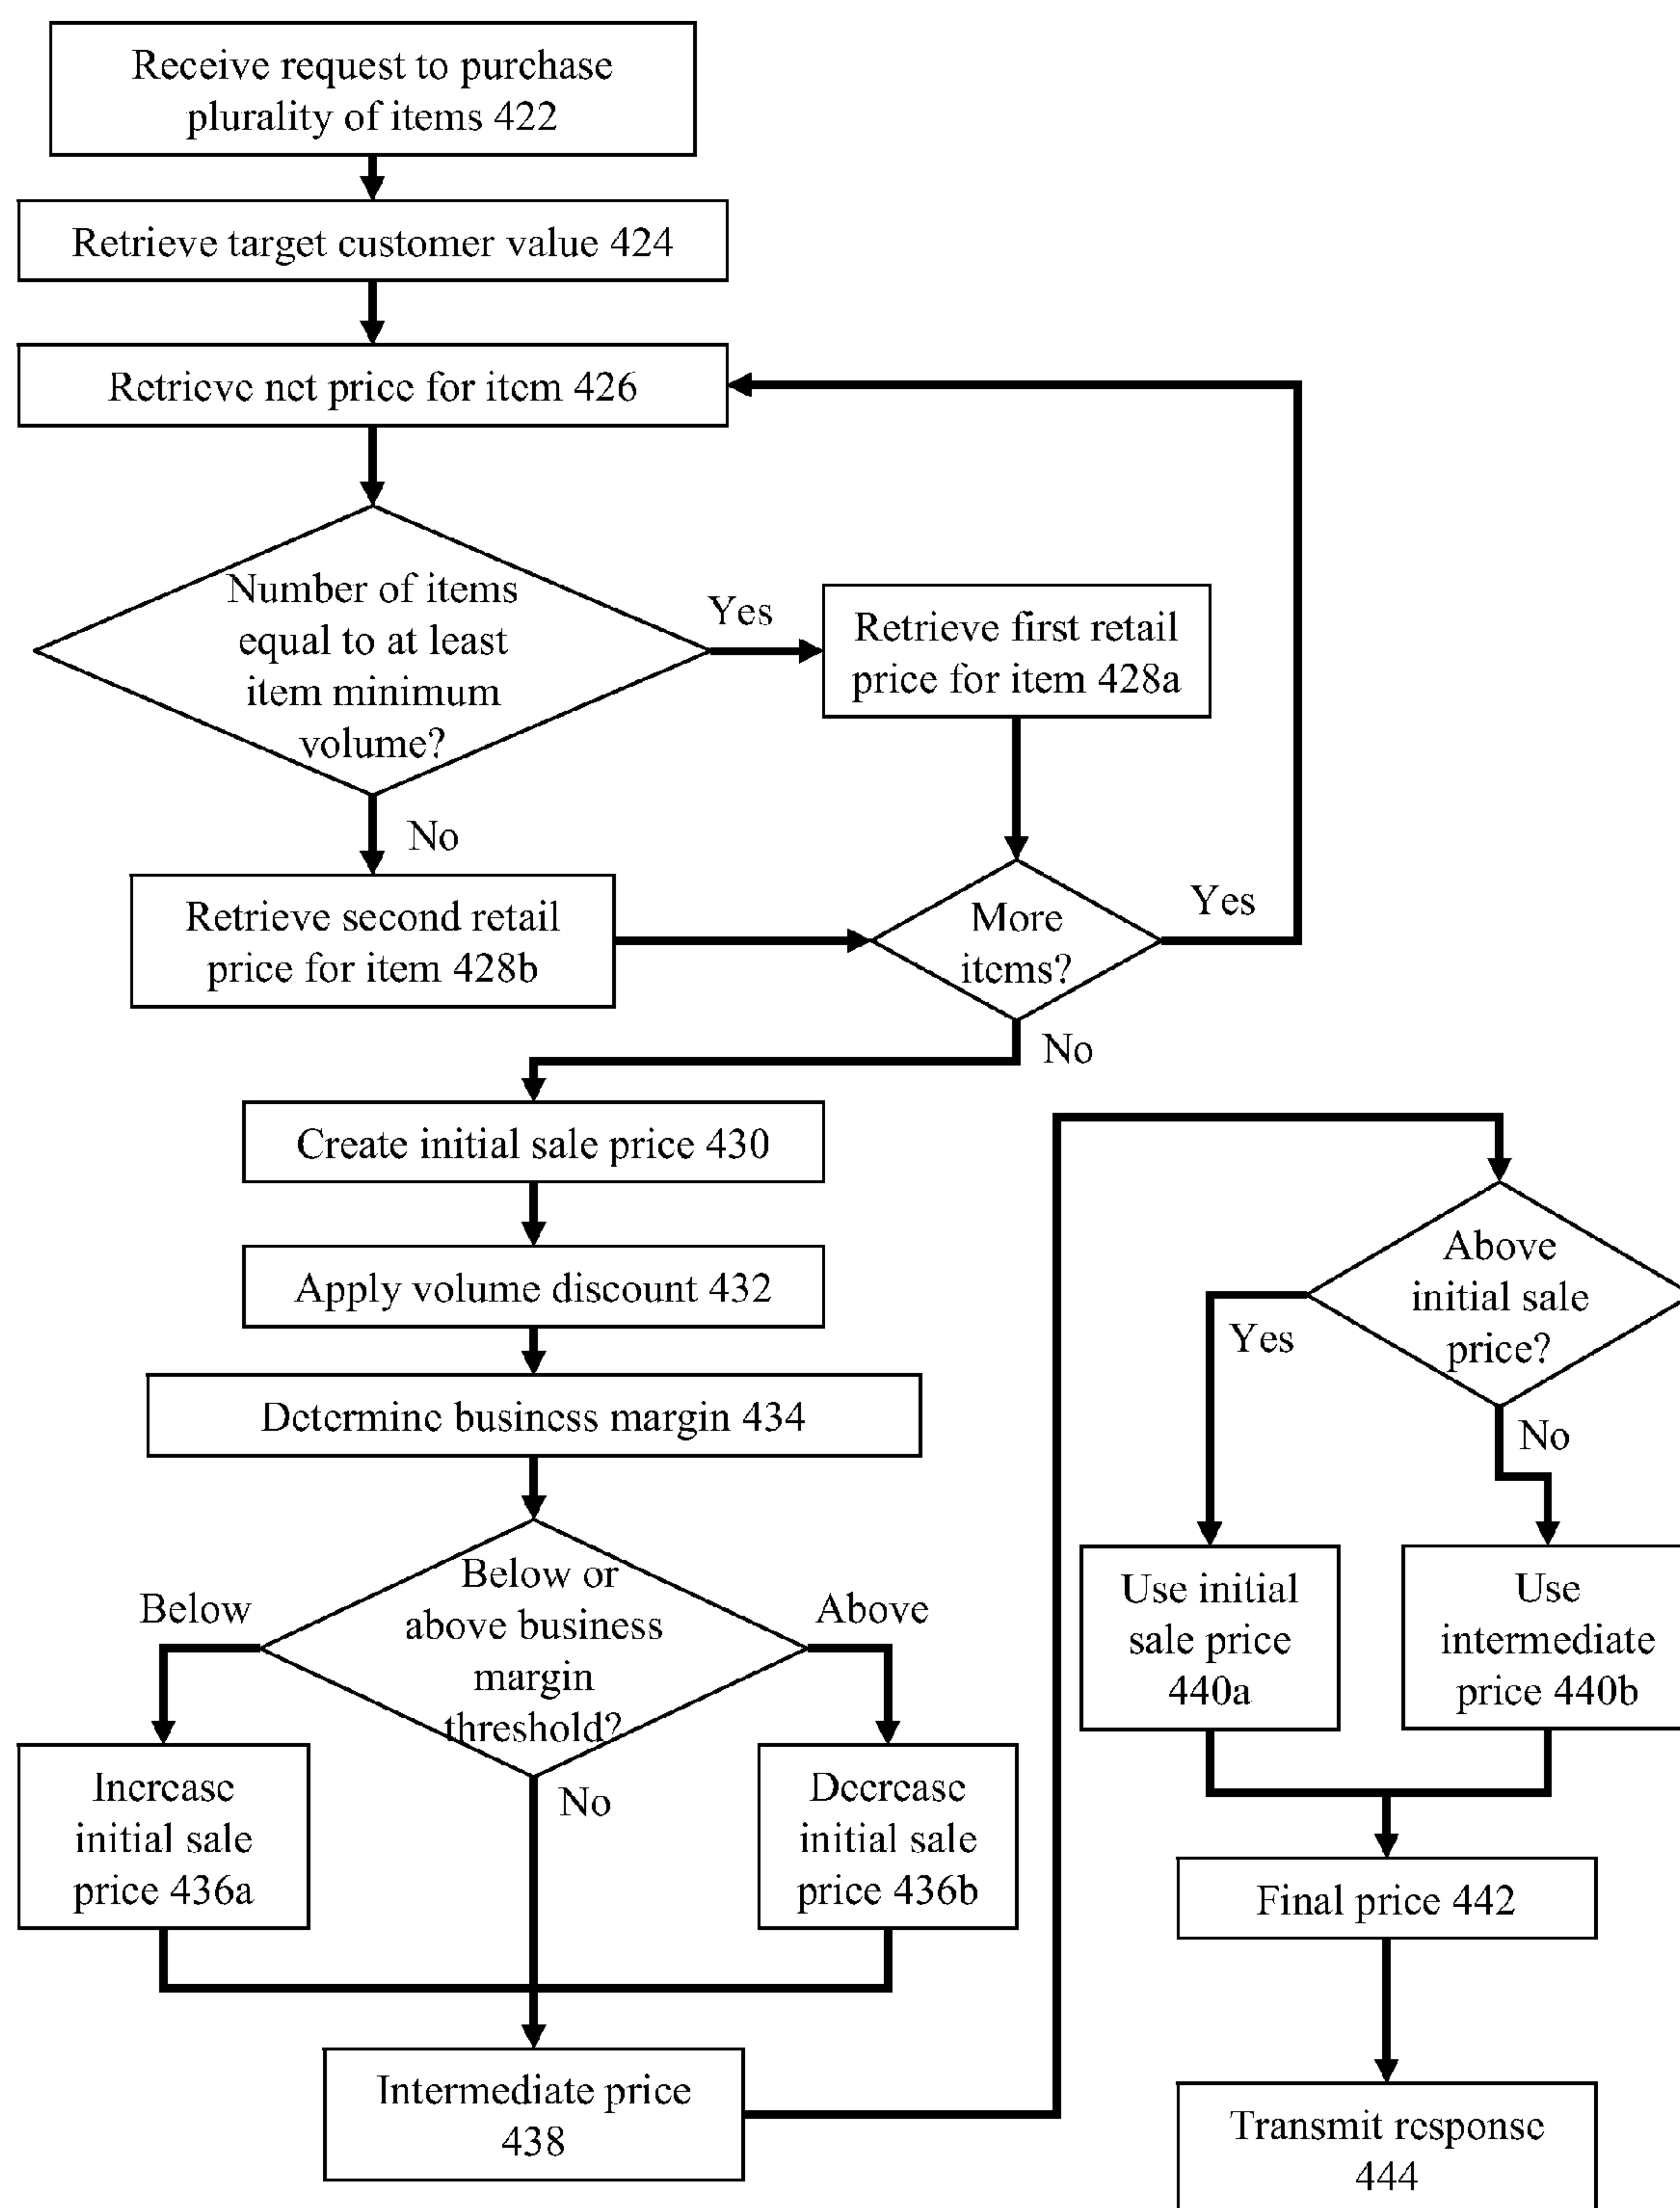 Receive request to purchase
plurality of items 422
Retrieve target customer value 424
Retrieve net price for item 426
Number of items
equal to at least
item minimum
volume?
Yes
Retrieve first retail
price for item 428a
No
Retrieve second retail
price for item 428b
More
items?
Yes
No
Create initial sale price 430
Apply volume discount 432
Determine business margin 434
Below or
above business
margin
threshold?
Below
Above
No
Increase
initial sale
price 436a
Decrease
initial sale
price 436b
Intermediate price
438
Above
initial sale
price?
Yes
No
Use initial
sale price
440a
Use
intermediate
price 440b
Final price 442
Transmit response
444